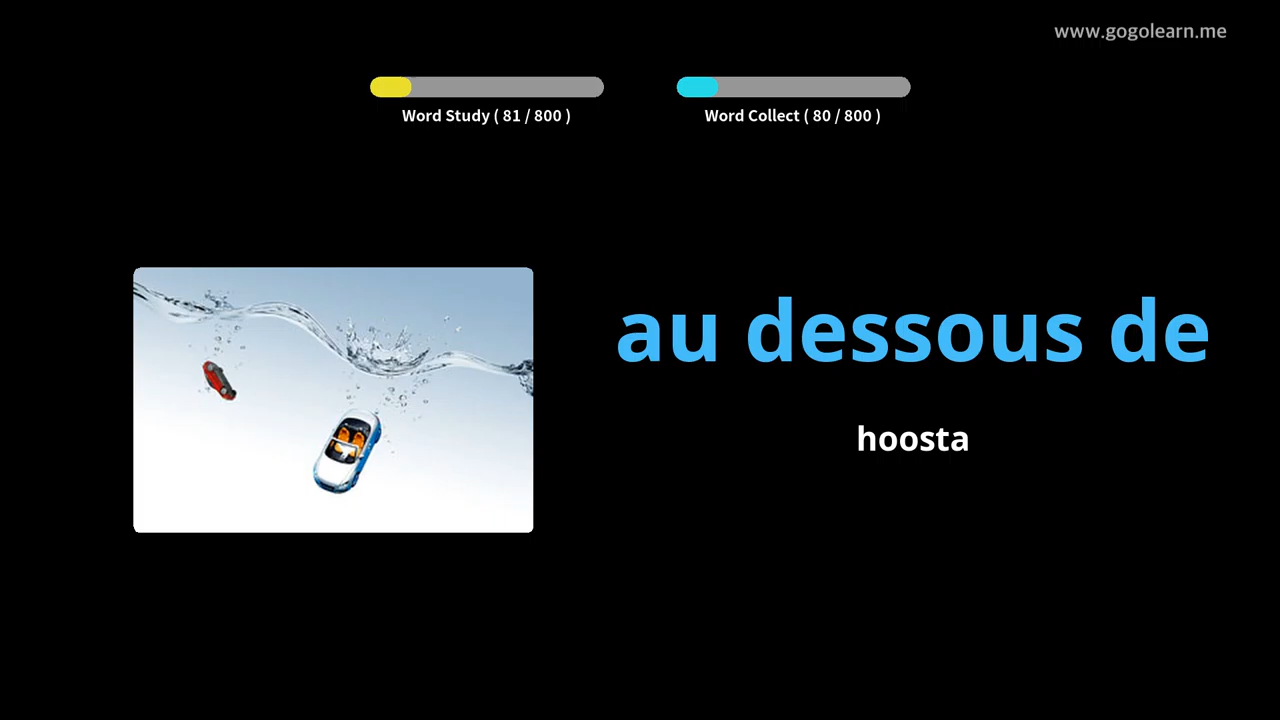 www.gogolearn.me
Word Study ( 81 / 800 )
Word Collect ( 80 / 800 )
au dessous de
hoosta